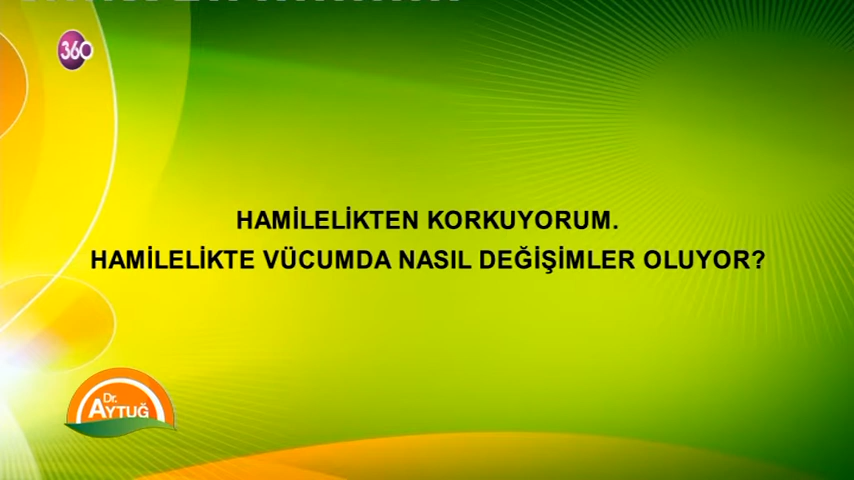 360
HAMİLELİKTEN KORKUYORUM.
HAMİLELİKTE VÜCUMDA NASIL DEĞİŞİMLER OLUYOR?
Dr.
AYTUĞ